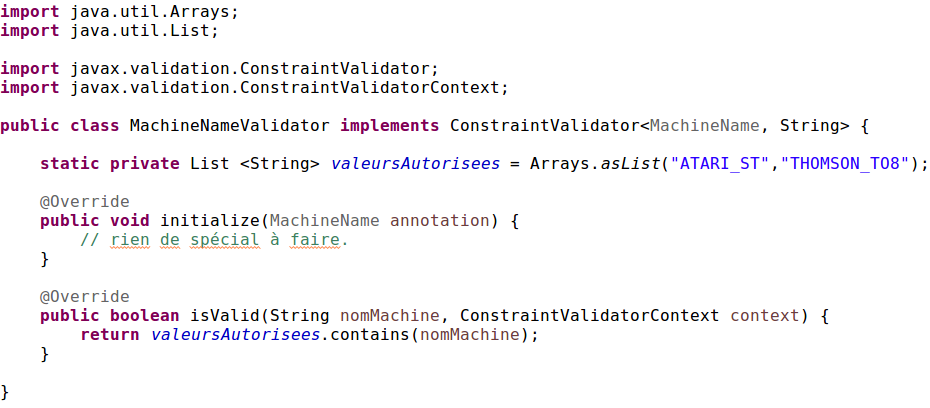 import java.util.Arrays;
import java.util.List;

import javax.validation.ConstraintValidator;
import javax.validation.ConstraintValidatorContext;

public class MachineNameValidator implements ConstraintValidator<MachineName, String> {

    static private List <String> valeursAutorisees = Arrays.asList("ATARI_ST","THOMSON_TO8");

    @Override
    public void initialize(MachineName annotation) {
        // rien de spécial à faire.
    }

    @Override
    public boolean isValid(String nomMachine, ConstraintValidatorContext context) {
        return valeursAutorisees.contains(nomMachine);
    }

}